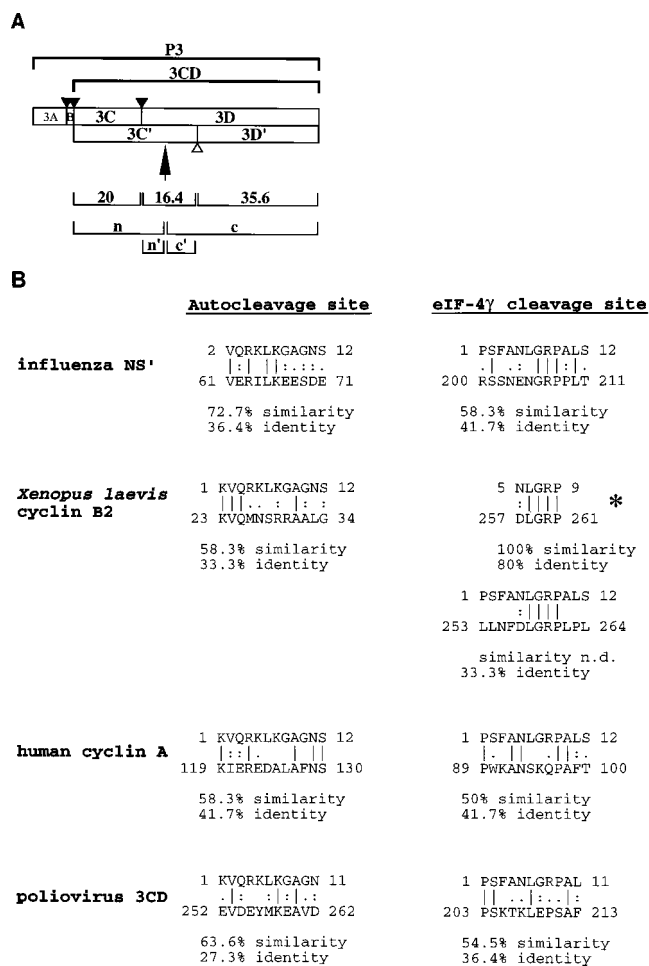 A
P3
3CD
3A B 3C 3D
3C' 3D'
20 16.4 35.6
n c
n' c'
B
Autocleavage site eIF-4γ cleavage site
influenza NS'
2 VQRKLKGAGNS 12
|:| ||.:.::.
61 VERILKEESDE 71
72.7% similarity
36.4% identity
1 PSFANLGRPALS 12
.| .: |||:|.
200 RSSNENGRPPLT 211
58.3% similarity
41.7% identity
Xenopus laevis
cyclin B2
1 KVQRKLKGAGNS 12
|||.. : |: :
23 KVQMNSRRAALG 34
58.3% similarity
33.3% identity
5 NLGRP 9
:||||
257 DLGRP 261
*
100% similarity
80% identity
1 PSFANLGRPALS 12
:||||
253 LLNFDLGRPLPL 264
similarity n.d.
33.3% identity
human cyclin A
1 KVQRKLKGAGNS 12
|::|. | ||
119 KIEREDALAFNS 130
58.3% similarity
41.7% identity
1 PSFANLGRPALS 12
|. || .||:.
89 PWKANSKQPAFT 100
50% similarity
41.7% identity
poliovirus 3CD
1 KVQRKLKGAGN 11
.|: :|:|.:
252 EVDEYMKEAVD 262
63.6% similarity
27.3% identity
1 PSFANLGRPAL 11
|| ..|:..|:
203 PSKTKLEPSAF 213
54.5% similarity
36.4% identity